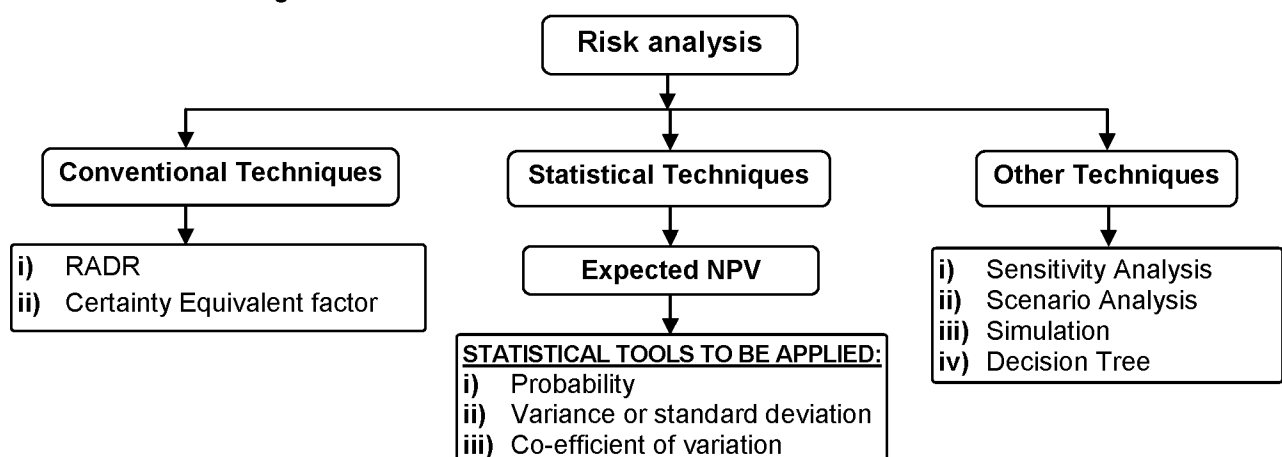 Risk analysis
Conventional Techniques
i) RADR
ii) Certainty Equivalent factor
Statistical Techniques
Expected NPV
STATISTICAL TOOLS TO BE APPLIED:
i) Probability
ii) Variance or standard deviation
iii) Co-efficient of variation
Other Techniques
i) Sensitivity Analysis
ii) Scenario Analysis
iii) Simulation
iv) Decision Tree